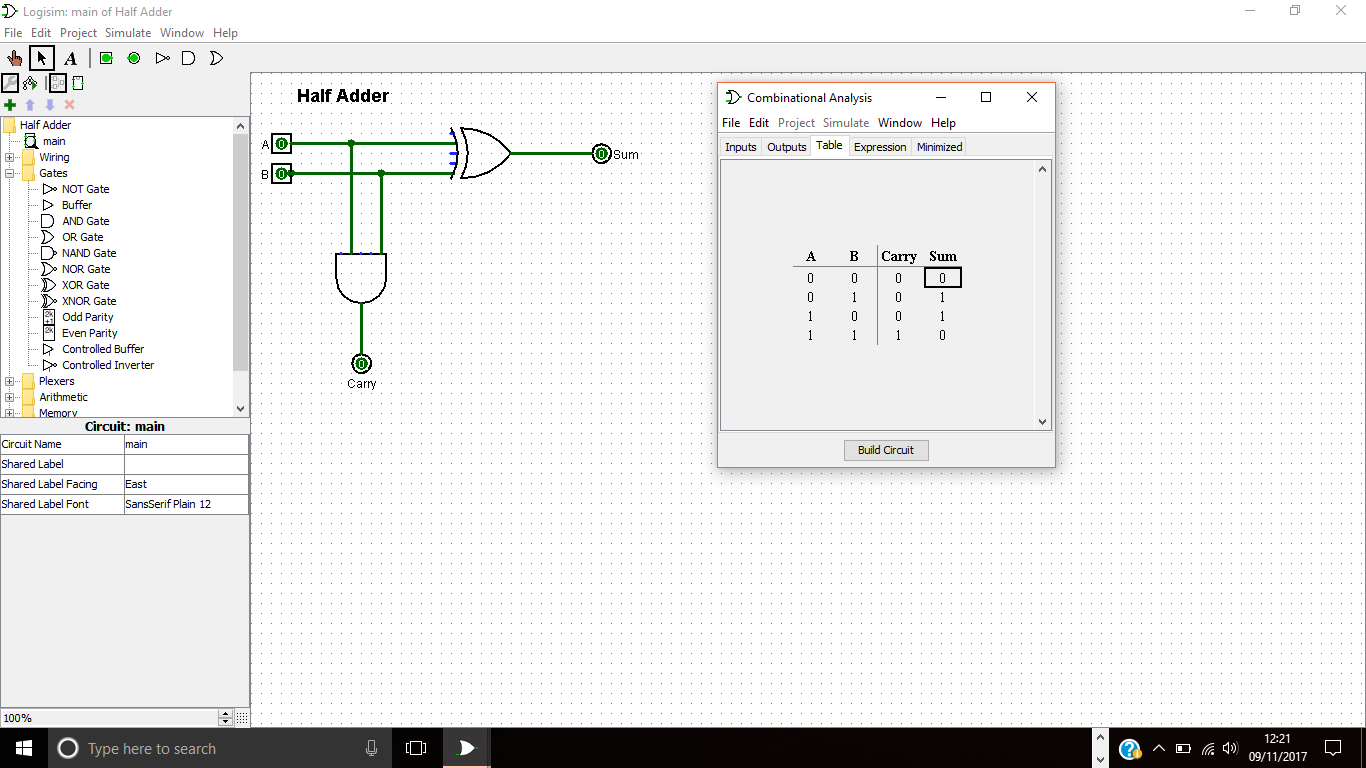 Logisim: main of Half Adder
File Edit Project Simulate Window Help
A
Half Adder
main
Wiring
Gates
NOT Gate
Buffer
AND Gate
OR Gate
NAND Gate
NOR Gate
XOR Gate
XNOR Gate
2k
+1
Odd Parity
2k
Even Parity
Controlled Buffer
Controlled Inverter
Plexers
Arithmetic
Memory
Circuit: main
Circuit Name main
Shared Label
Shared Label Facing East
Shared Label Font SansSerif Plain 12
100%
Half Adder
A 0
B 0
0 Sum
0
Carry
Combinational Analysis
File Edit Project Simulate Window Help
Inputs Outputs Table Expression Minimized
A B Carry Sum
0 0 0 0
0 1 0 1
1 0 0 1
1 1 1 0
Build Circuit
Type here to search
?
12:21
09/11/2017